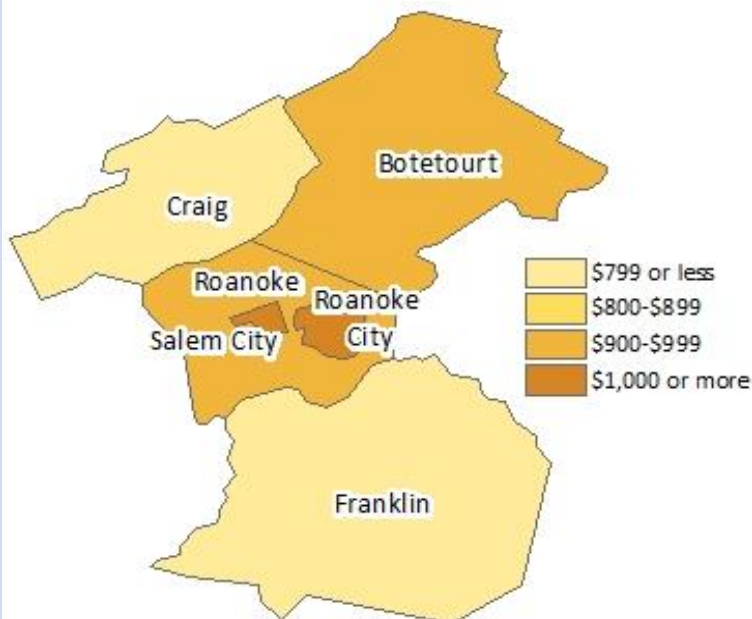 Botetourt
Craig
Roanoke
Roanoke
City
Salem City
Franklin
$799 or less
$800-$899
$900-$999
$1,000 or more